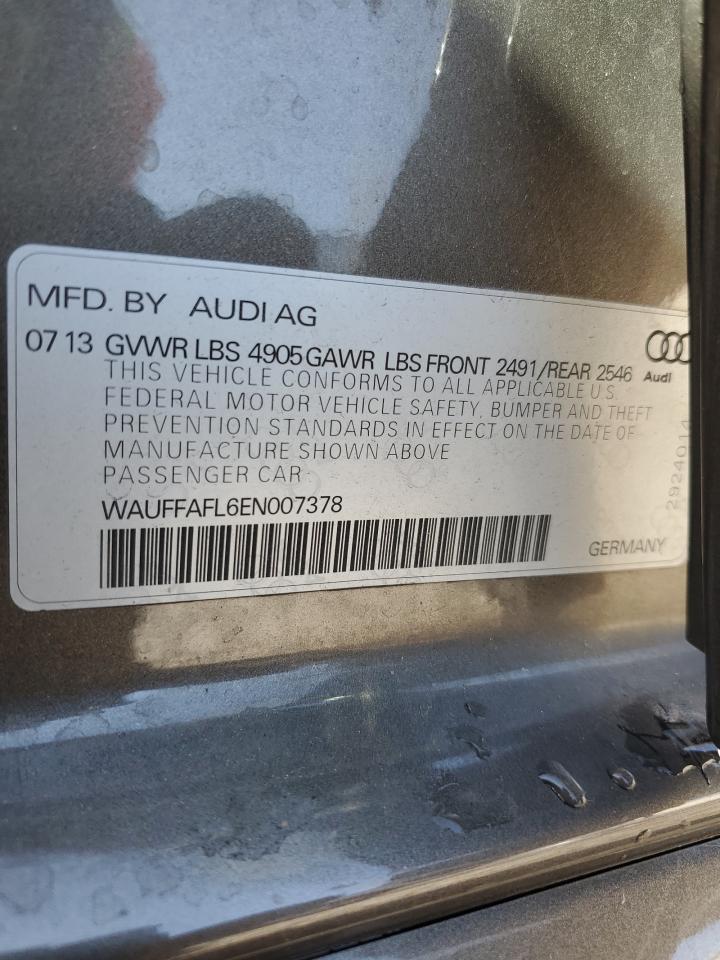 MFD. BY AUDI AG
07 13 GVWR LBS 4905 GAWR LBS FRONT 2491/REAR 2546
Audi
THIS VEHICLE CONFORMS TO ALL APPLICABLE U.S.
FEDERAL MOTOR VEHICLE SAFETY, BUMPER AND THEFT
PREVENTION STANDARDS IN EFFECT ON THE DATE OF
MANUFACTURE SHOWN ABOVE
PASSENGER CAR
WAUFFAFL6EN007378
GERMANY
2924014